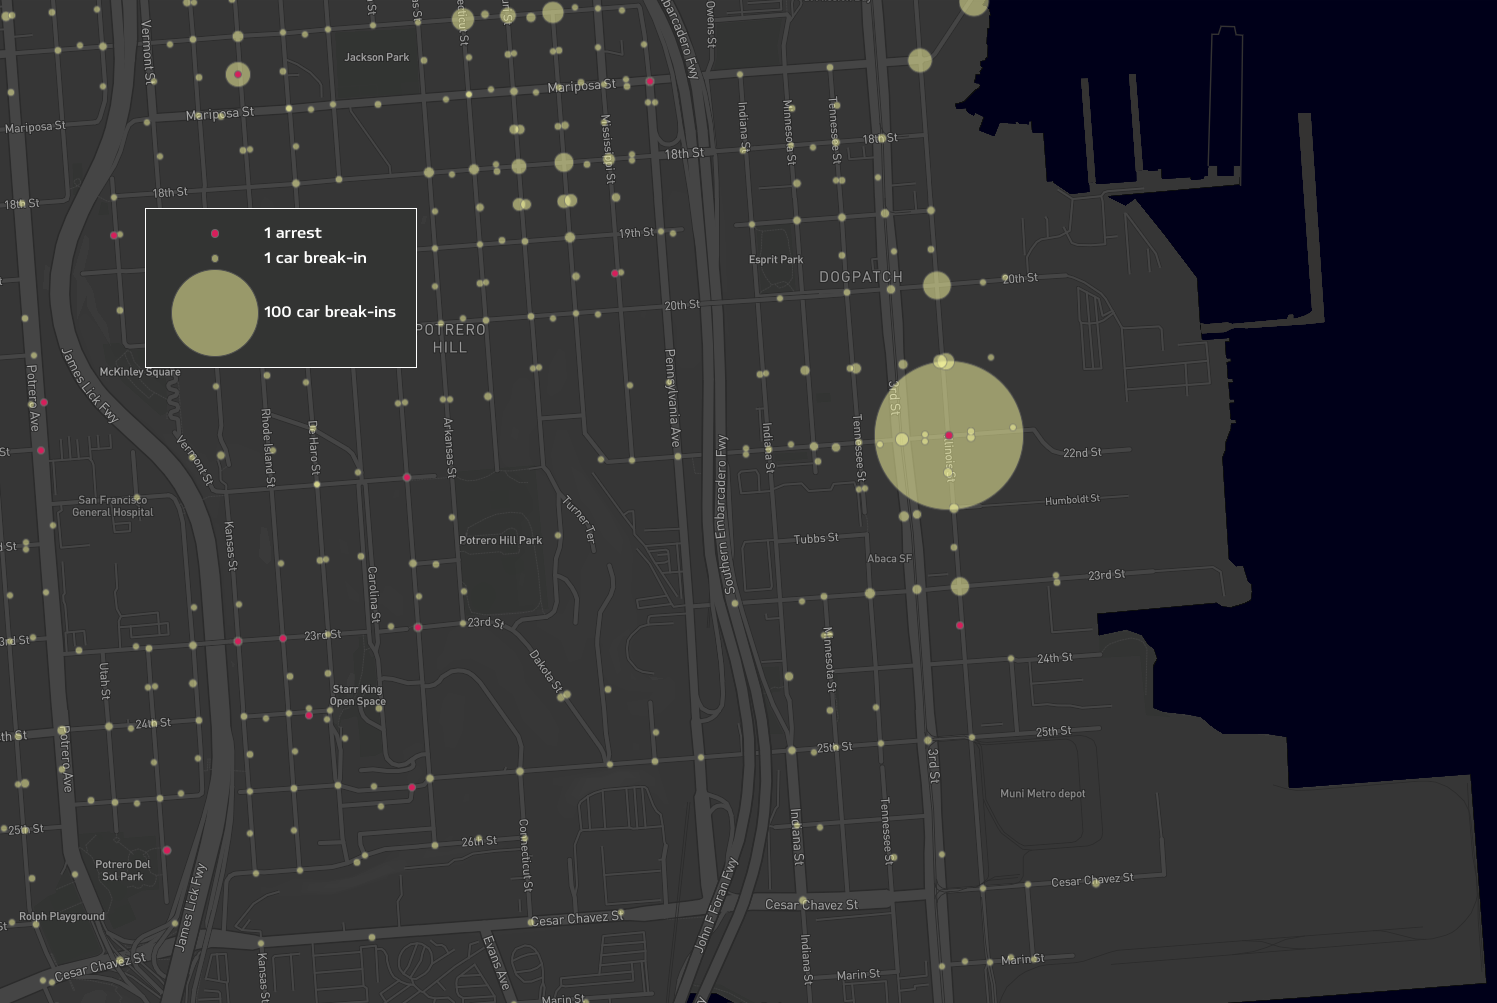 Embarcadero Fwy
Owens St
Vermont St
Jackson Park
Mariposa St
Mariposa St
Mariposa St
Mississippi St
Indiana St
Minnesota St
Tennessee St
18th St
18th St
18th St
18th St
1 arrest
1 car break-in
100 car break-ins
19th St
Esprit Park
DOGPATCH
20th St
20th St
POTRERO
HILL
McKinley Square
James Lick Fwy
Potrero Ave
Pennsylvania Ave
3rd St
Rhode Island St
De Haro St
Arkansas St
Vermont St
Indiana St
Tennessee St
Illinois St
22nd St
San Francisco
General Hospital
Humboldt St
Turner Ter
Southern Embarcadero Fwy
Kansas St
Potrero Hill Park
Tubbs St
Abaca SF
Carolina St
23rd St
23rd St
23rd St
3rd St
Utah St
Dakota St
Minnesota St
24th St
Starr King
Open Space
24th St
Potrero Ave
25th St
25th St
3rd St
Muni Metro depot
25th St
Indiana St
Tennessee St
26th St
Connecticut St
Potrero Del
Sol Park
Cesar Chavez St
James Lick Fwy
John F Foran Fwy
Rolph Playground
Cesar Chavez St
Cesar Chavez St
Cesar Chavez St
Kansas St
Evans Ave
Indiana St
Marin St
Marin St
Marin St